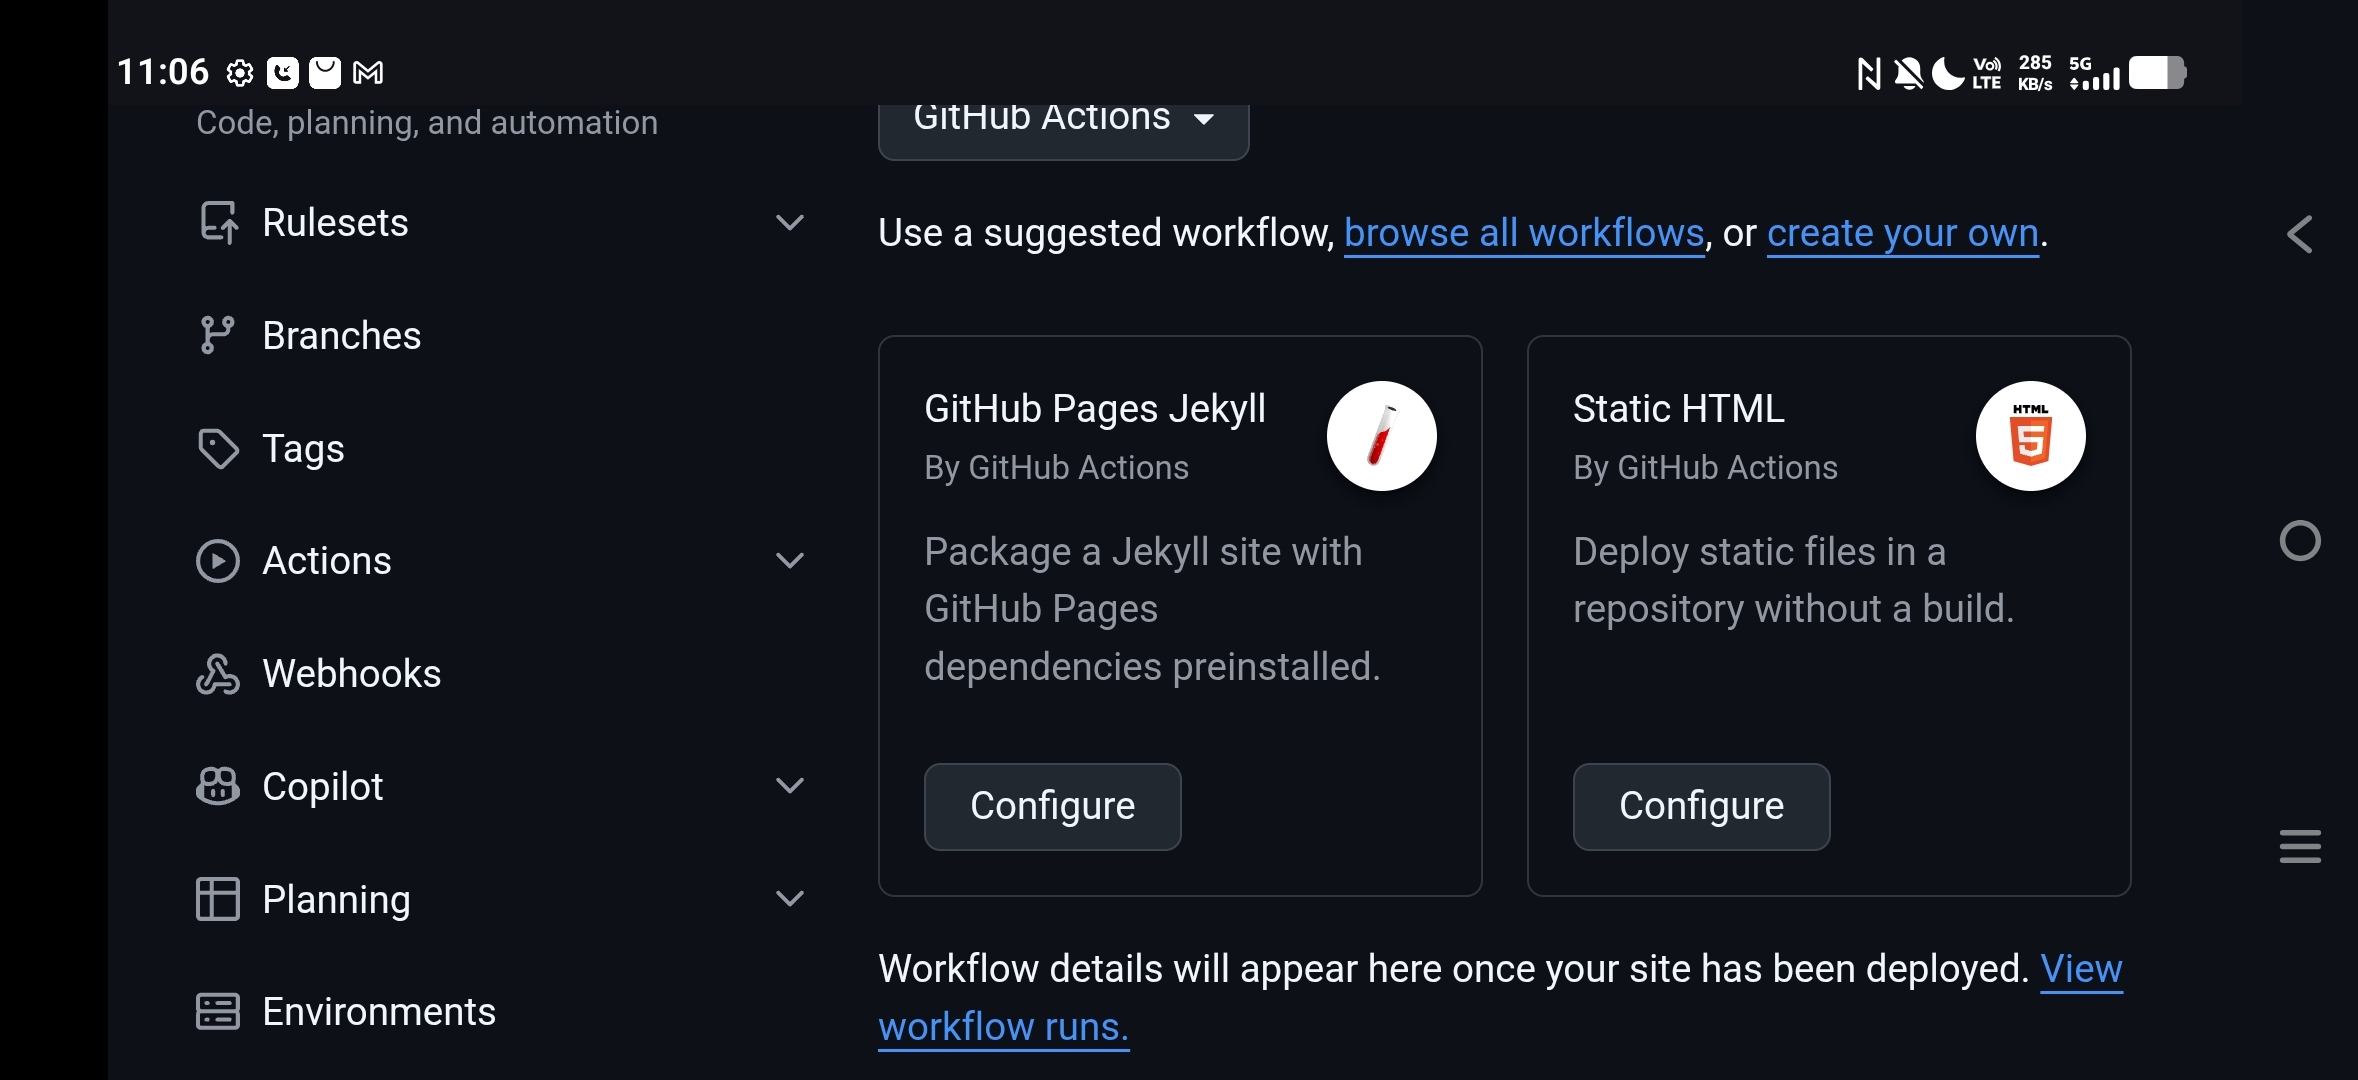 11:06
Vo) LTE
285 KB/s
5G
Code, planning, and automation
Rulesets
Branches
Tags
Actions
Webhooks
Copilot
Planning
Environments
GitHub Actions
Use a suggested workflow, browse all workflows, or create your own.
GitHub Pages Jekyll
By GitHub Actions
Package a Jekyll site with
GitHub Pages
dependencies preinstalled.
Configure
Static HTML
By GitHub Actions
HTML
5
Deploy static files in a
repository without a build.
Configure
Workflow details will appear here once your site has been deployed. View
workflow runs.